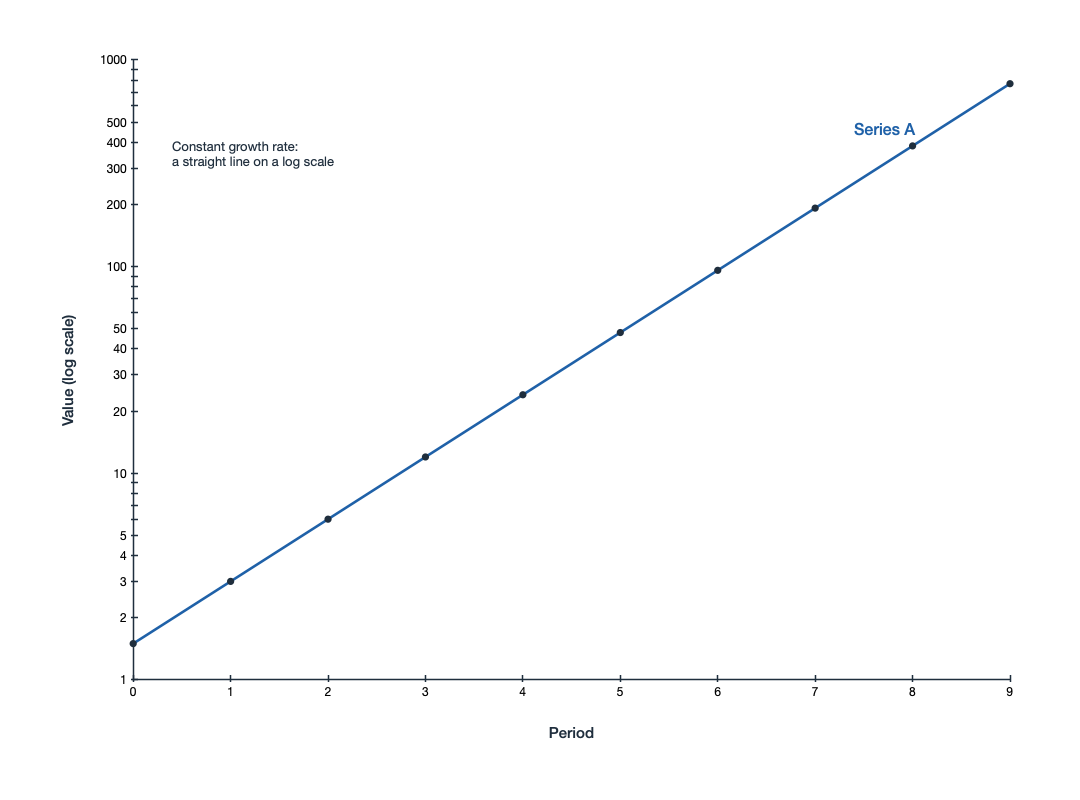 1000
500
400
300
200
100
50
40
30
20
10
5
4
3
2
1
Value (log scale)
Constant growth rate:
a straight line on a log scale
Series A
0 1 2 3 4 5 6 7 8 9
Period